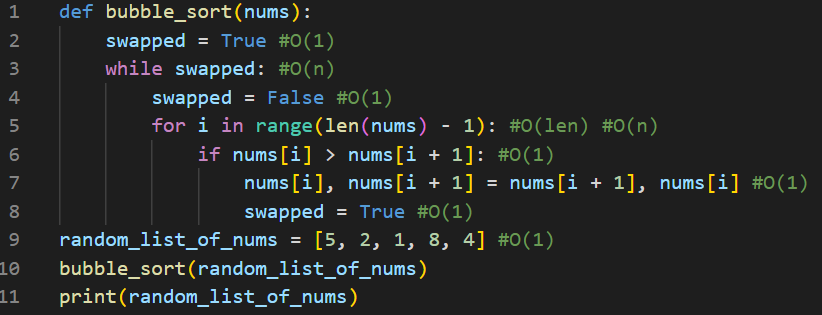 1 def bubble_sort(nums):
2     swapped = True #O(1)
3     while swapped: #O(n)
4         swapped = False #O(1)
5         for i in range(len(nums) - 1): #O(len) #O(n)
6             if nums[i] > nums[i + 1]: #O(1)
7                 nums[i], nums[i + 1] = nums[i + 1], nums[i] #O(1)
8                 swapped = True #O(1)
9 random_list_of_nums = [5, 2, 1, 8, 4] #O(1)
10 bubble_sort(random_list_of_nums)
11 print(random_list_of_nums)